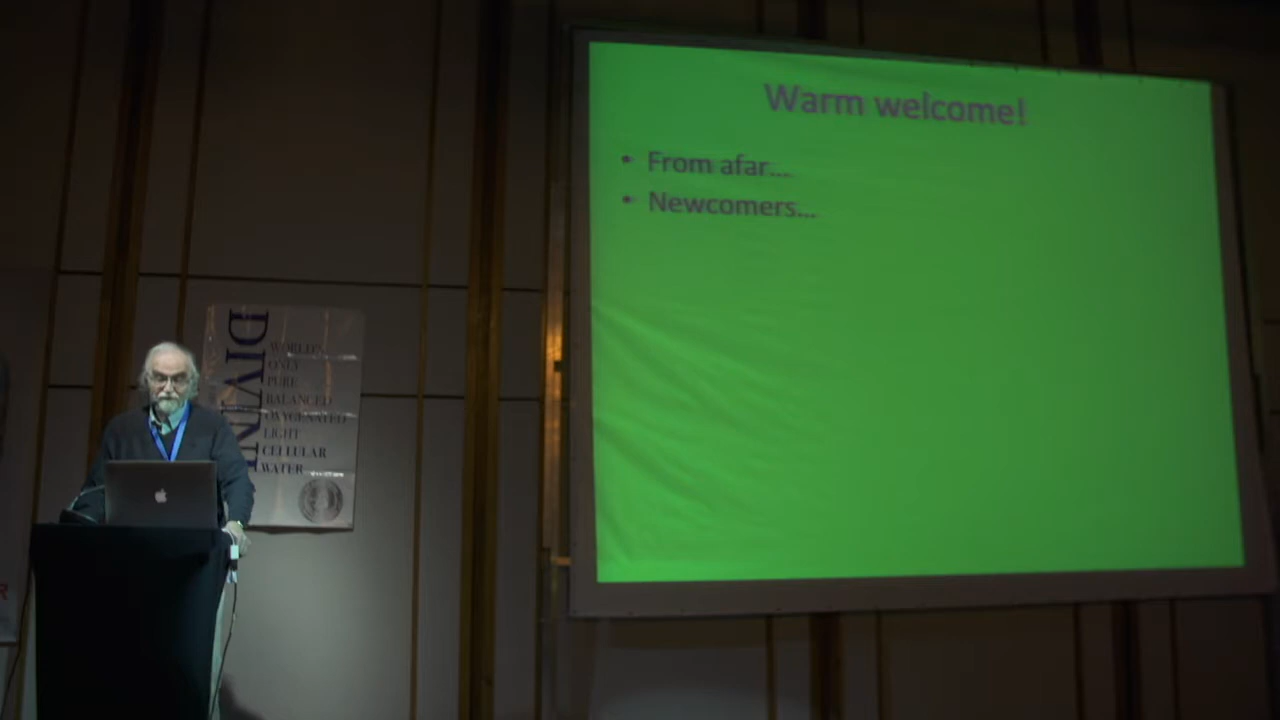 Warm welcome!
• From afar...
• Newcomers...
DIVINE
WORLD'S
ONLY
PURE
BALANCED
OXYGENATED
LIGHT
CELLULAR
WATER
R